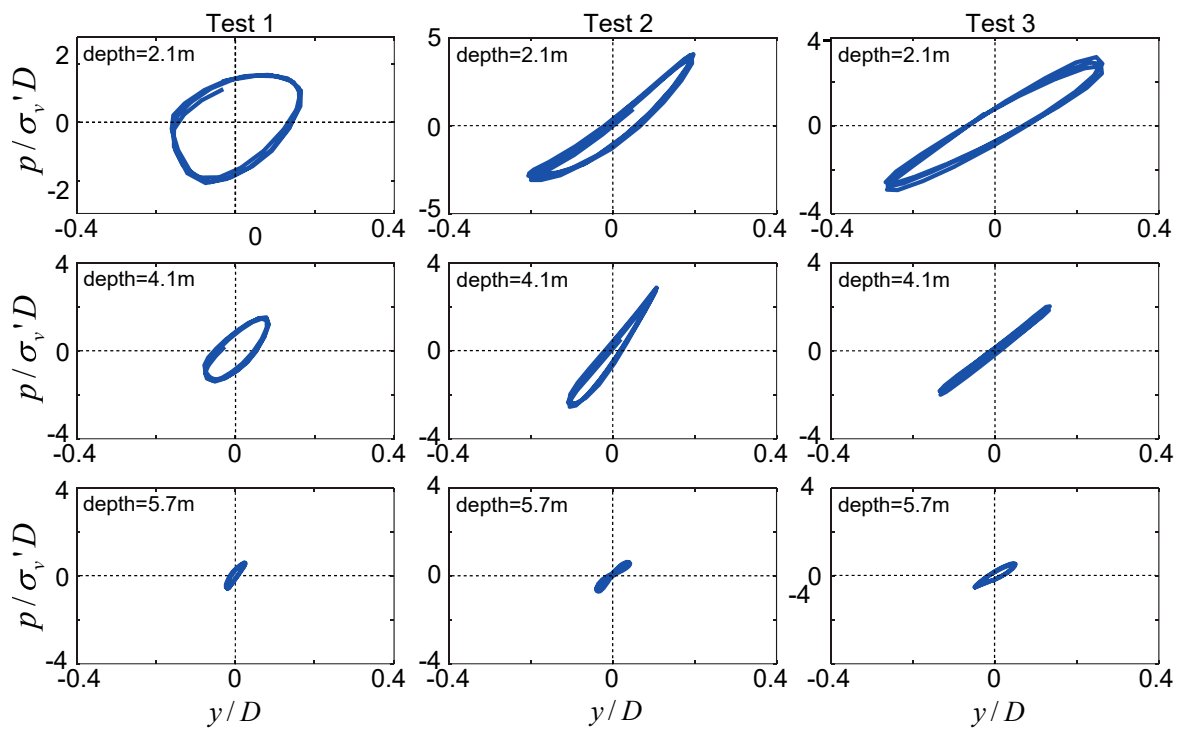 Test 1 Test 2 Test 3
2 5 4
depth=2.1m depth=2.1m depth=2.1m
p / σv'D
0 0 0
-2 -5 -4
-0.4 0 0.4 -0.4 0 0.4 -0.4 0 0.4
4 4 4
depth=4.1m depth=4.1m depth=4.1m
p / σv'D
0 0 0
-4 -4 -4
-0.4 0 0.4 -0.4 0 0.4 -0.4 0 0.4
4 4 4
depth=5.7m depth=5.7m depth=5.7m
p / σv'D
0 0 0
-4
-4 -4
-0.4 0 0.4 -0.4 0 0.4 -0.4 0 0.4
y / D y / D y / D